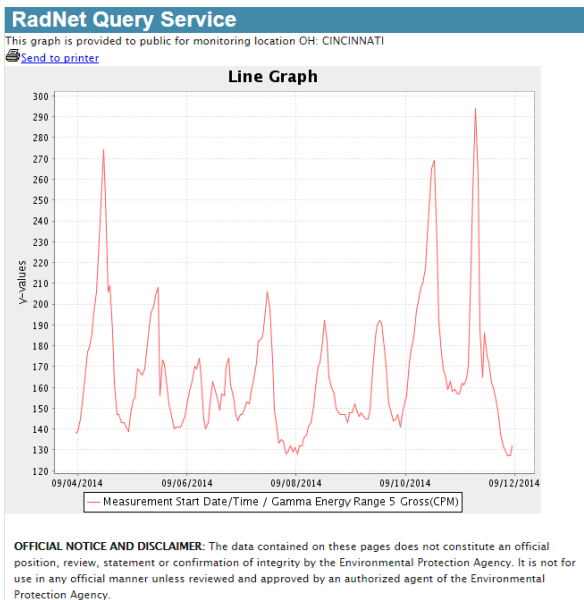 RadNet Query Service
This graph is provided to public for monitoring location OH: CINCINNATI
Send to printer
Line Graph
300
290
280
270
260
250
240
230
220
210
200
190
180
170
160
150
140
130
120
y-values
09/04/2014 09/06/2014 09/08/2014 09/10/2014 09/12/2014
Measurement Start Date/Time / Gamma Energy Range 5 Gross(CPM)
OFFICIAL NOTICE AND DISCLAIMER: The data contained on these pages does not constitute an official
position, review, statement or confirmation of integrity by the Environmental Protection Agency. It is not for
use in any official manner unless reviewed and approved by an authorized agent of the Environmental
Protection Agency.